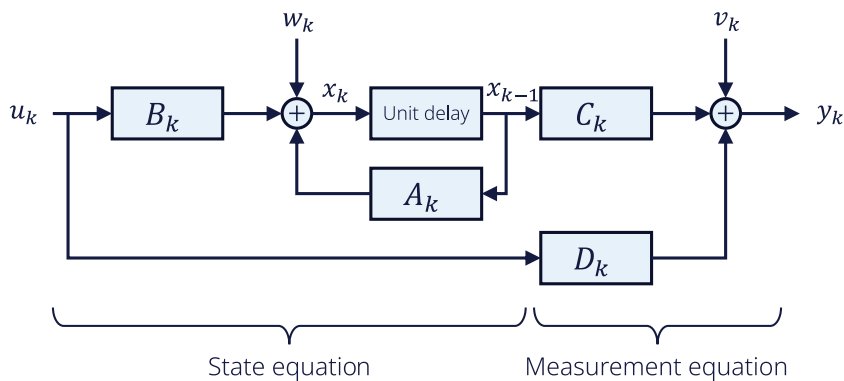 w_k
v_k
u_k
B_k
+
x_k
Unit delay
x_{k-1}
C_k
+
y_k
A_k
D_k
State equation
Measurement equation